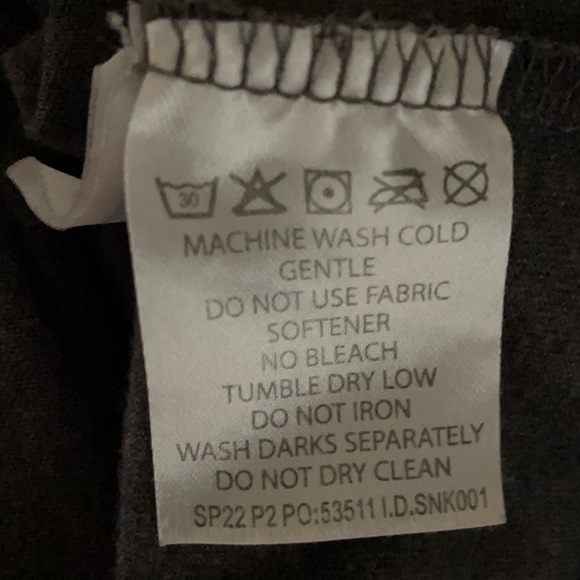 30
MACHINE WASH COLD
GENTLE
DO NOT USE FABRIC
SOFTENER
NO BLEACH
TUMBLE DRY LOW
DO NOT IRON
WASH DARKS SEPARATELY
DO NOT DRY CLEAN
SP22 P2 PO:53511 I.D.SNK001